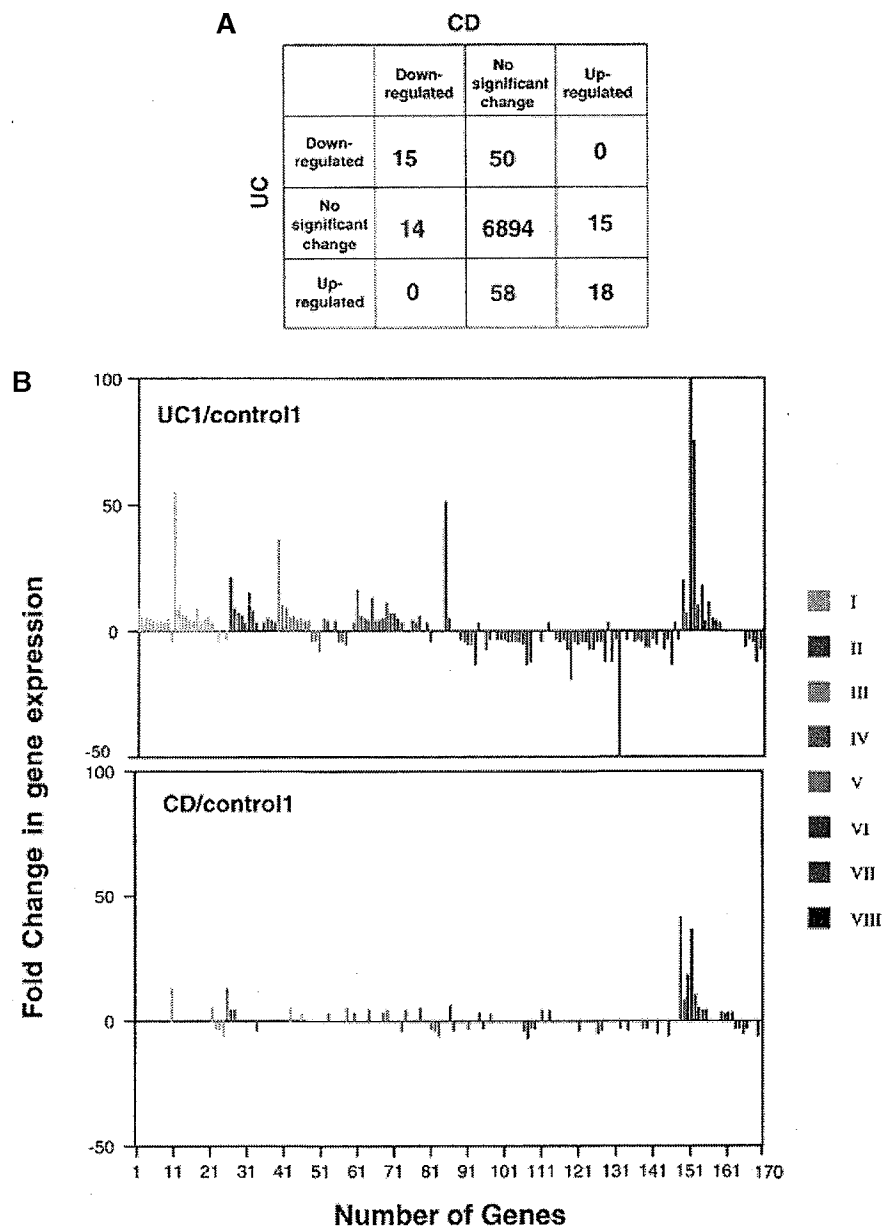 A
CD
Down-
regulated
No
significant
change
Up-
regulated
UC
Down-
regulated
15
50
0
No
significant
change
14
6894
15
Up-
regulated
0
58
18
B
Fold Change in gene expression
100
50
0
-50
UC1/control1
100
50
0
-50
CD/control1
1 11 21 31 41 51 61 71 81 91 101 111 121 131 141 151 161 170
Number of Genes
I
II
III
IV
V
VI
VII
VIII